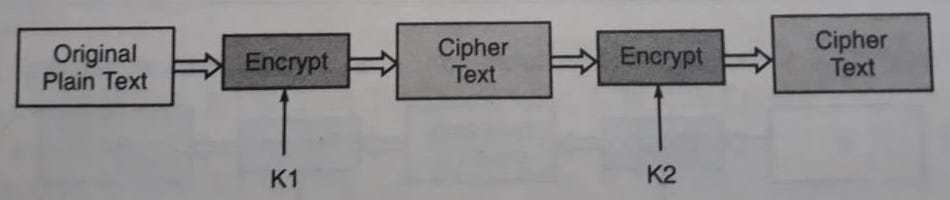 Original
Plain Text
Encrypt
Cipher
Text
Encrypt
Cipher
Text
K1
K2